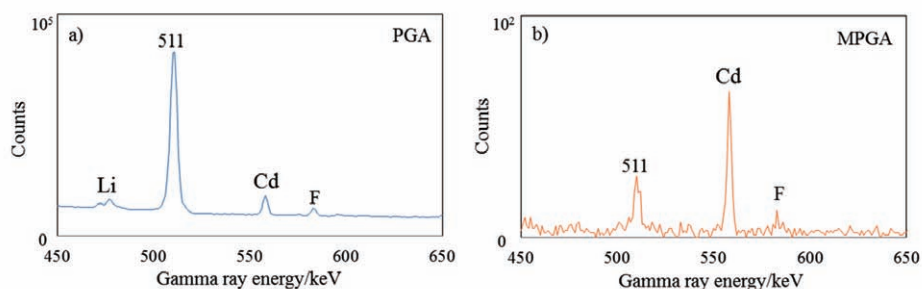 a)
PGA
10⁵
511
Li
Cd
F
Counts
0
450 500 550 600 650
Gamma ray energy/keV
b)
MPGA
10²
Cd
511
F
Counts
0
450 500 550 600 650
Gamma ray energy/keV